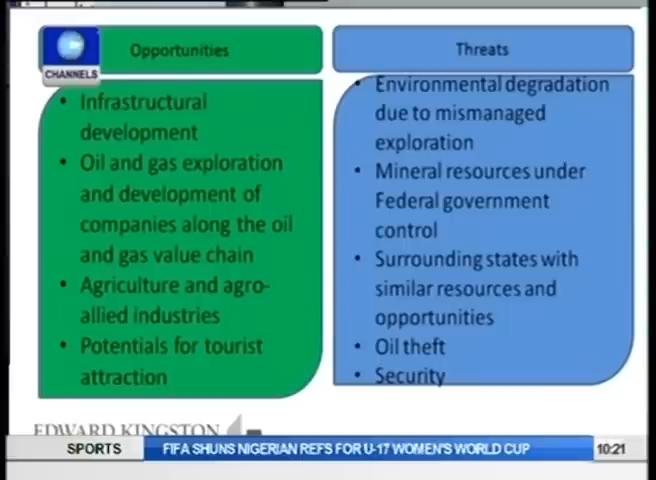 CHANNELS
Opportunities
• Infrastructural
development
• Oil and gas exploration
and development of
companies along the oil
and gas value chain
• Agriculture and agro-
allied industries
• Potentials for tourist
attraction
Threats
• Environmental degradation
due to mismanaged
exploration
• Mineral resources under
Federal government
control
• Surrounding states with
similar resources and
opportunities
• Oil theft
• Security
EDWARD KINGSTON
SPORTS
FIFA SHUNS NIGERIAN REFS FOR U-17 WOMEN'S WORLD CUP
10:21